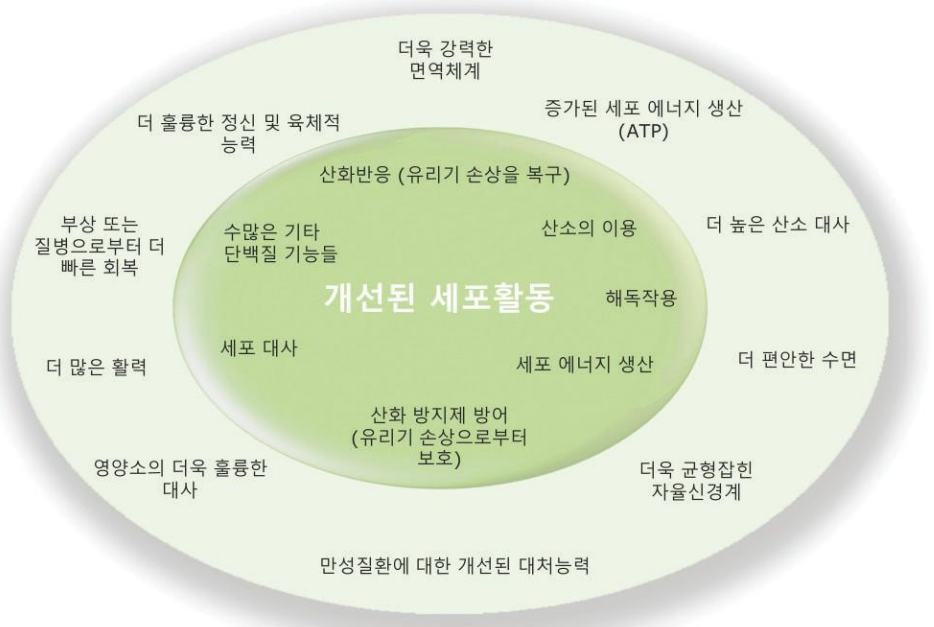 더욱 강력한
면역체계
증가된 세포 에너지 생산
(ATP)
더 훌륭한 정신 및 육체적
능력
산화반응 (유리기 손상을 복구)
부상 또는
질병으로부터 더
빠른 회복
수많은 기타
단백질 기능들
산소의 이용
더 높은 산소 대사
개선된 세포활동
해독작용
더 많은 활력
세포 대사
세포 에너지 생산
더 편안한 수면
산화 방지제 방어
(유리기 손상으로부터
보호)
영양소의 더욱 훌륭한
대사
더욱 균형잡힌
자율신경계
만성질환에 대한 개선된 대처능력